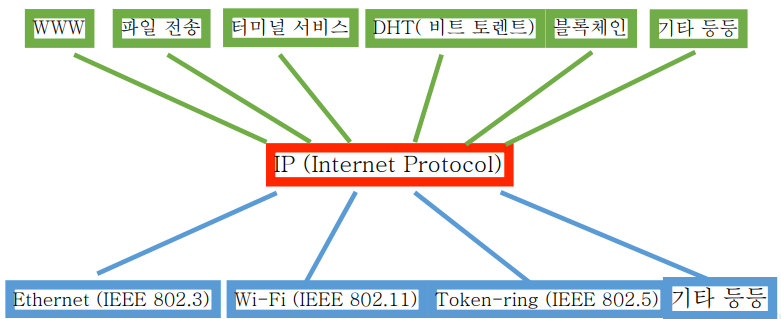 WWW
파일 전송
터미널 서비스
DHT( 비트 토렌트)
블록체인
기타 등등
IP (Internet Protocol)
Ethernet (IEEE 802.3)
Wi-Fi (IEEE 802.11)
Token-ring (IEEE 802.5)
기타 등등